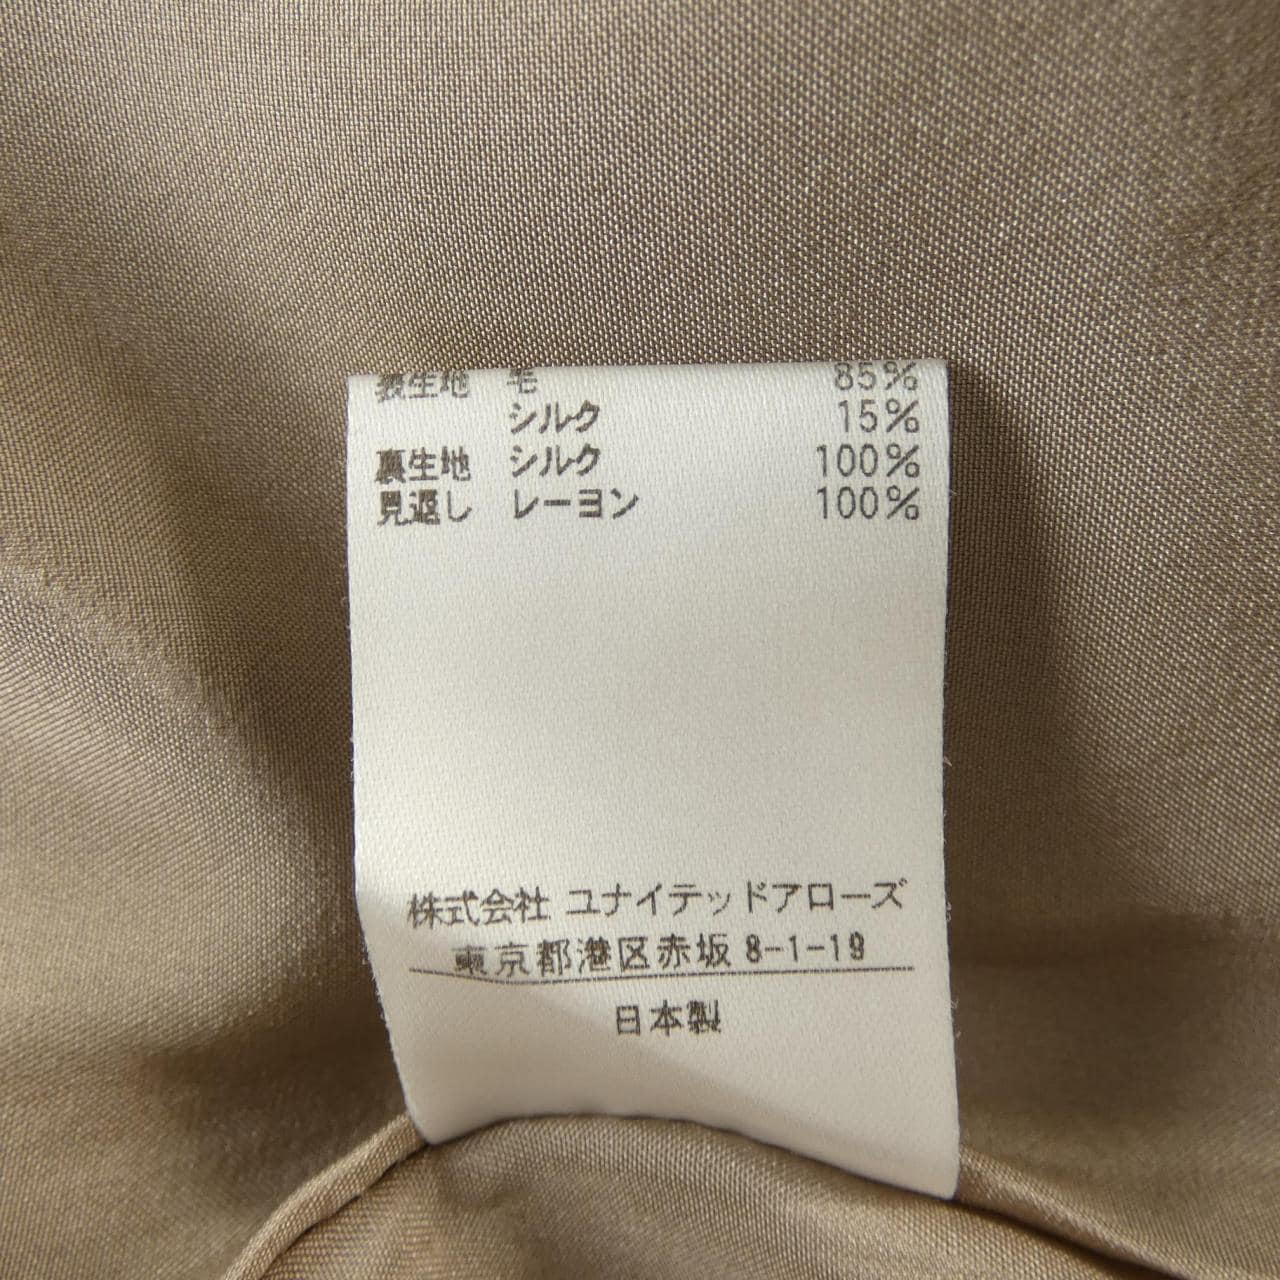 表生地 毛 85%
シルク 15%
裏生地 シルク 100%
見返し レーヨン 100%
株式会社 ユナイテッドアローズ
東京都港区赤坂 8-1-19
日本製